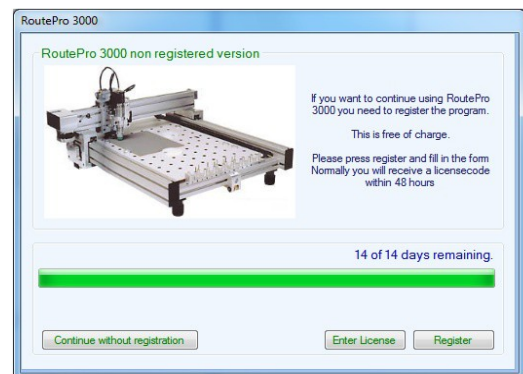 RoutePro 3000
RoutePro 3000 non registered version
If you want to continue using RoutePro
3000 you need to register the program.
This is free of charge.
Please press register and fill in the form
Normally you will receive a licensecode
within 48 hours
14 of 14 days remaining.
Continue without registration
Enter License
Register